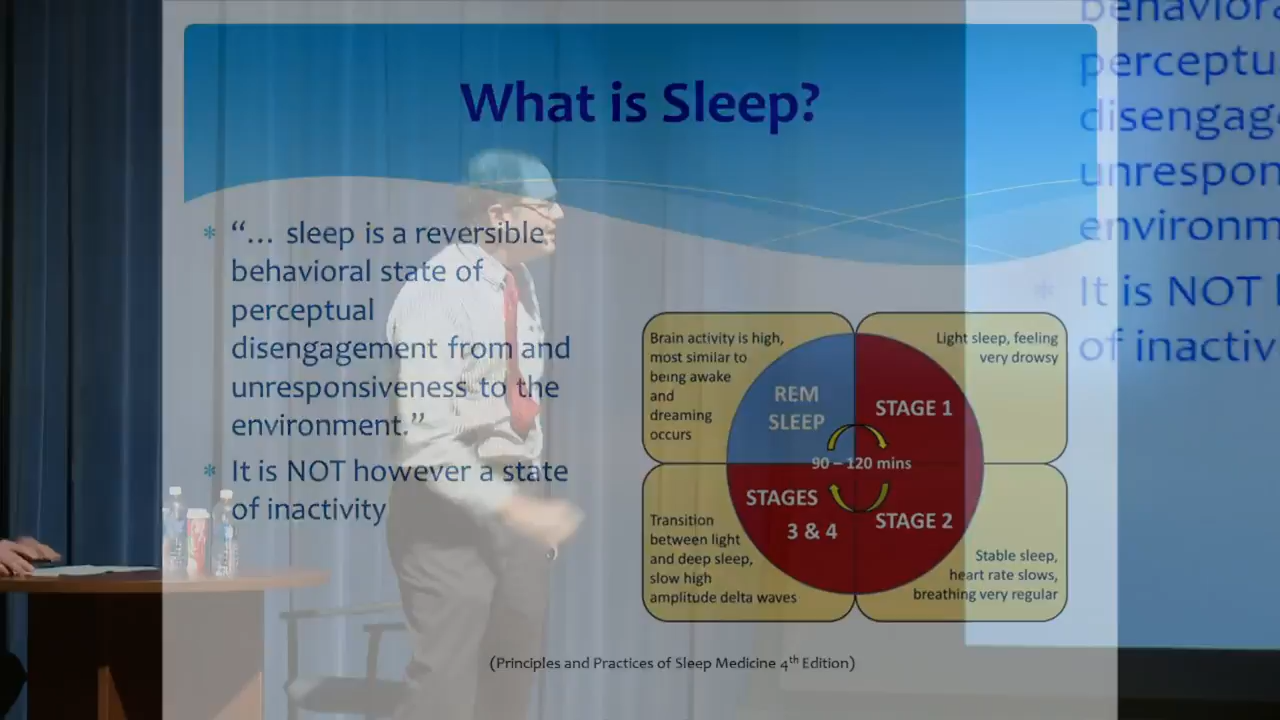 What is Sleep?
* “... sleep is a reversible
behavioral state of
perceptual
disengagement from and
unresponsiveness to the
environment.”
* It is NOT however a state
of inactivity
Brain activity is high,
most similar to
being awake
and
dreaming
occurs
Light sleep, feeling
very drowsy
REM
SLEEP
STAGE 1
90 – 120 mins
STAGES
3 & 4
STAGE 2
Transition
between light
and deep sleep,
slow high
amplitude delta waves
Stable sleep,
heart rate slows,
breathing very regular
(Principles and Practices of Sleep Medicine 4th Edition)
behaviora
perceptu
disengag
unrespon
environm
* It is NOT
of inactiv